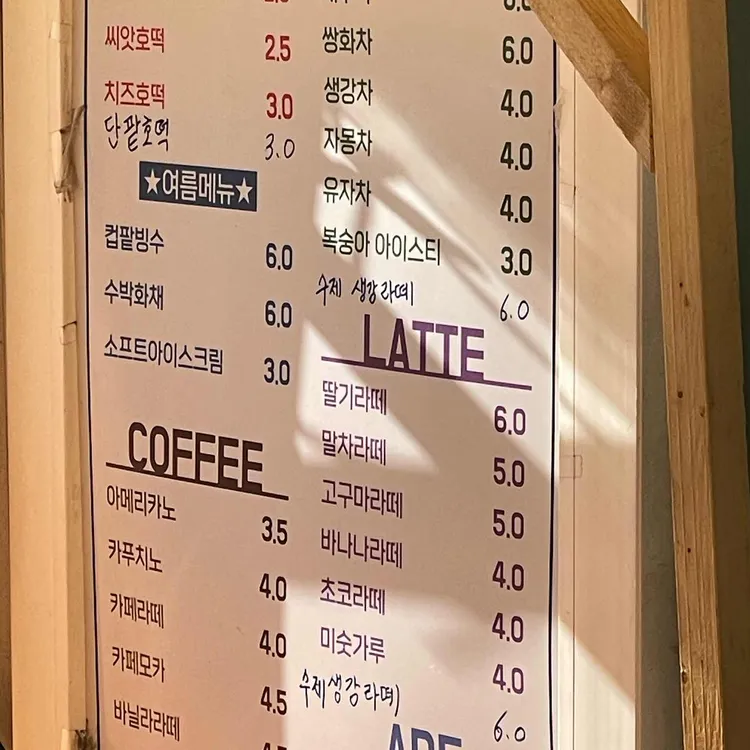 씨앗호떡 2.5
치즈호떡 3.0
단팥호떡 3.0
★여름메뉴★
컵팥빙수 6.0
수박화채 6.0
소프트아이스크림 3.0
COFFEE
아메리카노 3.5
카푸치노 4.0
카페라떼 4.0
카페모카 4.5
바닐라라떼
쌍화차 6.0
생강차 4.0
자몽차 4.0
유자차 4.0
복숭아 아이스티 3.0
수제 생강라떼 6.0
LATTE
딸기라떼 6.0
말차라떼 5.0
고구마라떼 5.0
바나나라떼 4.0
초코라떼 4.0
미숫가루 4.0
수제생강라떼 6.0
ADE